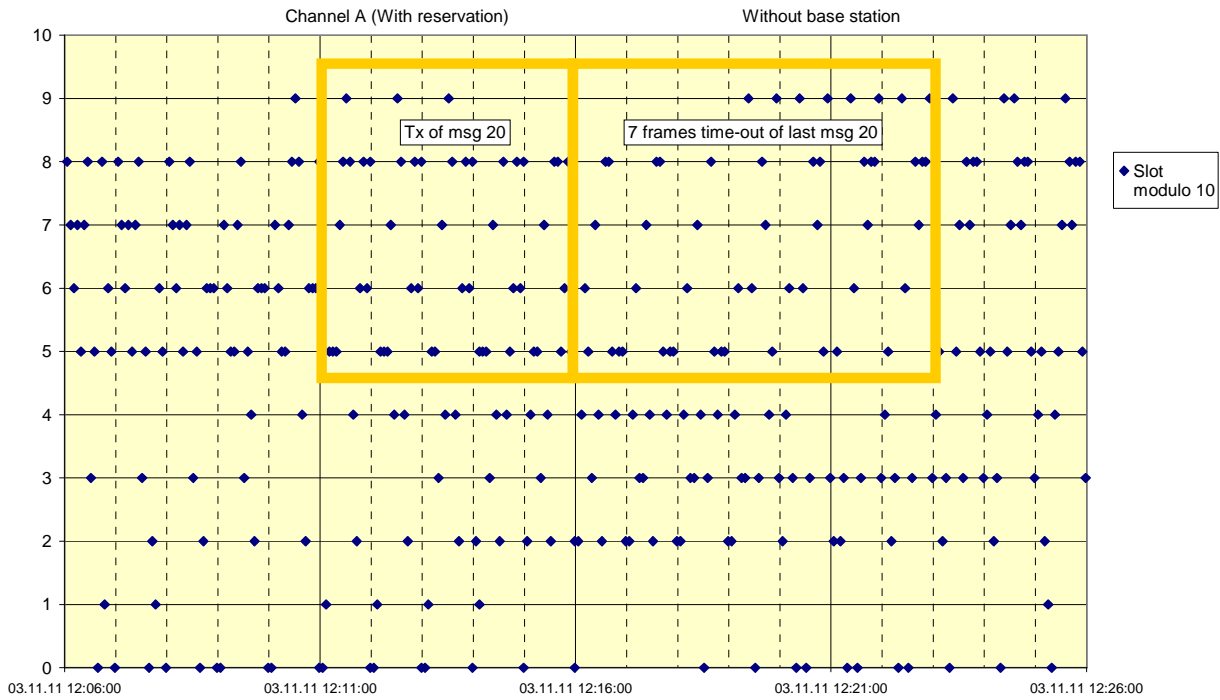 Channel A (With reservation) Without base station
10
9
Tx of msg 20 7 frames time-out of last msg 20
8
Slot
modulo 10
7
6
5
4
3
2
1
0
03.11.11 12:06:00 03.11.11 12:11:00 03.11.11 12:16:00 03.11.11 12:21:00 03.11.11 12:26:00